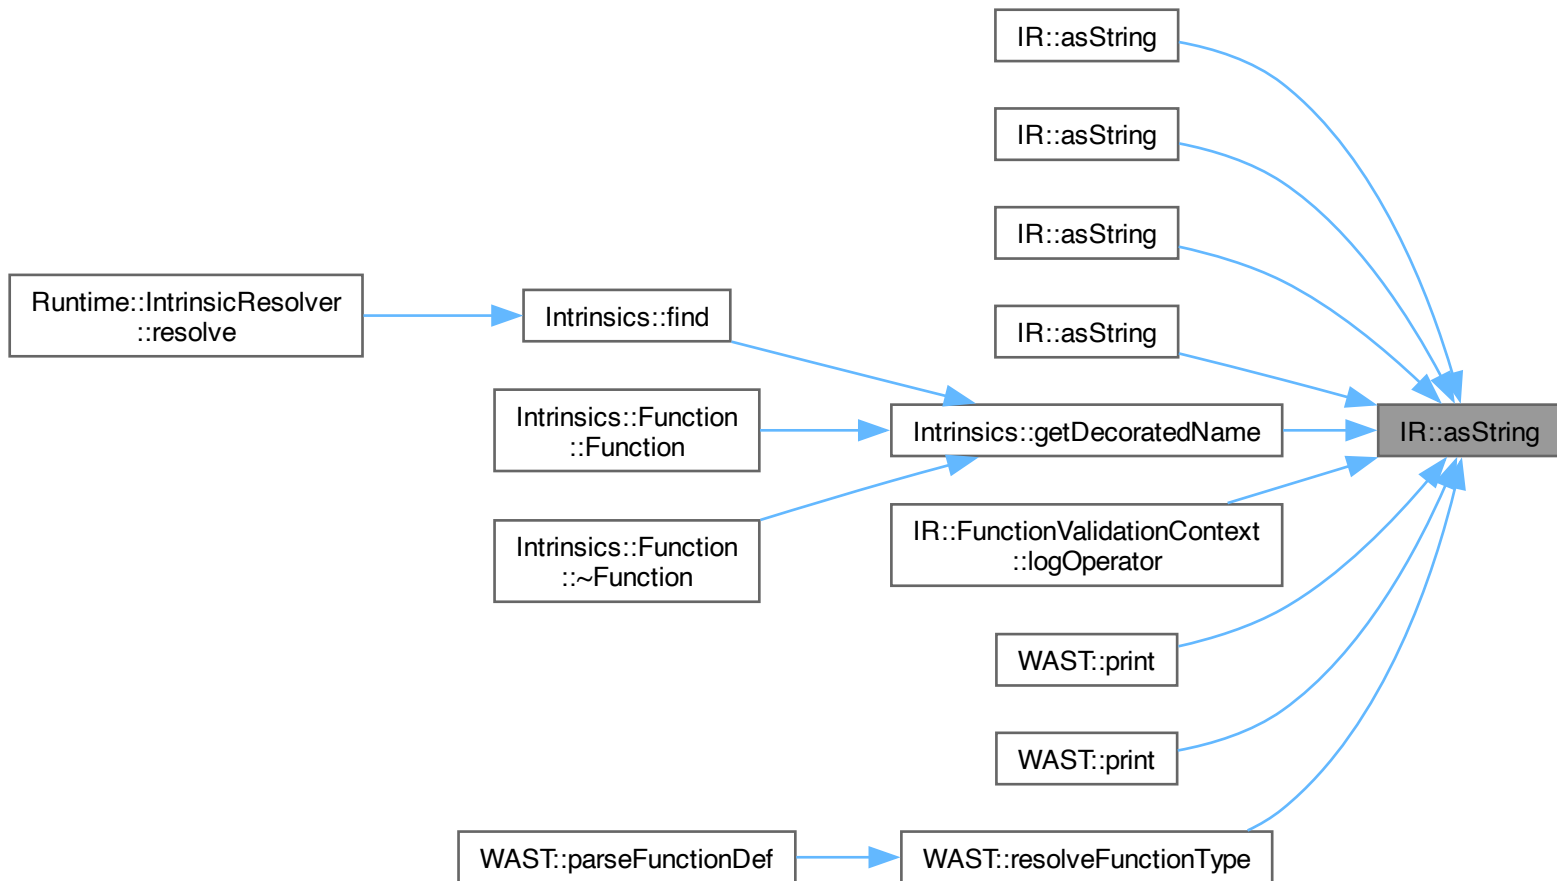 IR::asString
IR::asString
IR::asString
IR::asString
Runtime::IntrinsicResolver
::resolve
Intrinsics::find
Intrinsics::Function
::Function
Intrinsics::getDecoratedName
IR::asString
Intrinsics::Function
::~Function
IR::FunctionValidationContext
::logOperator
WAST::print
WAST::print
WAST::parseFunctionDef
WAST::resolveFunctionType